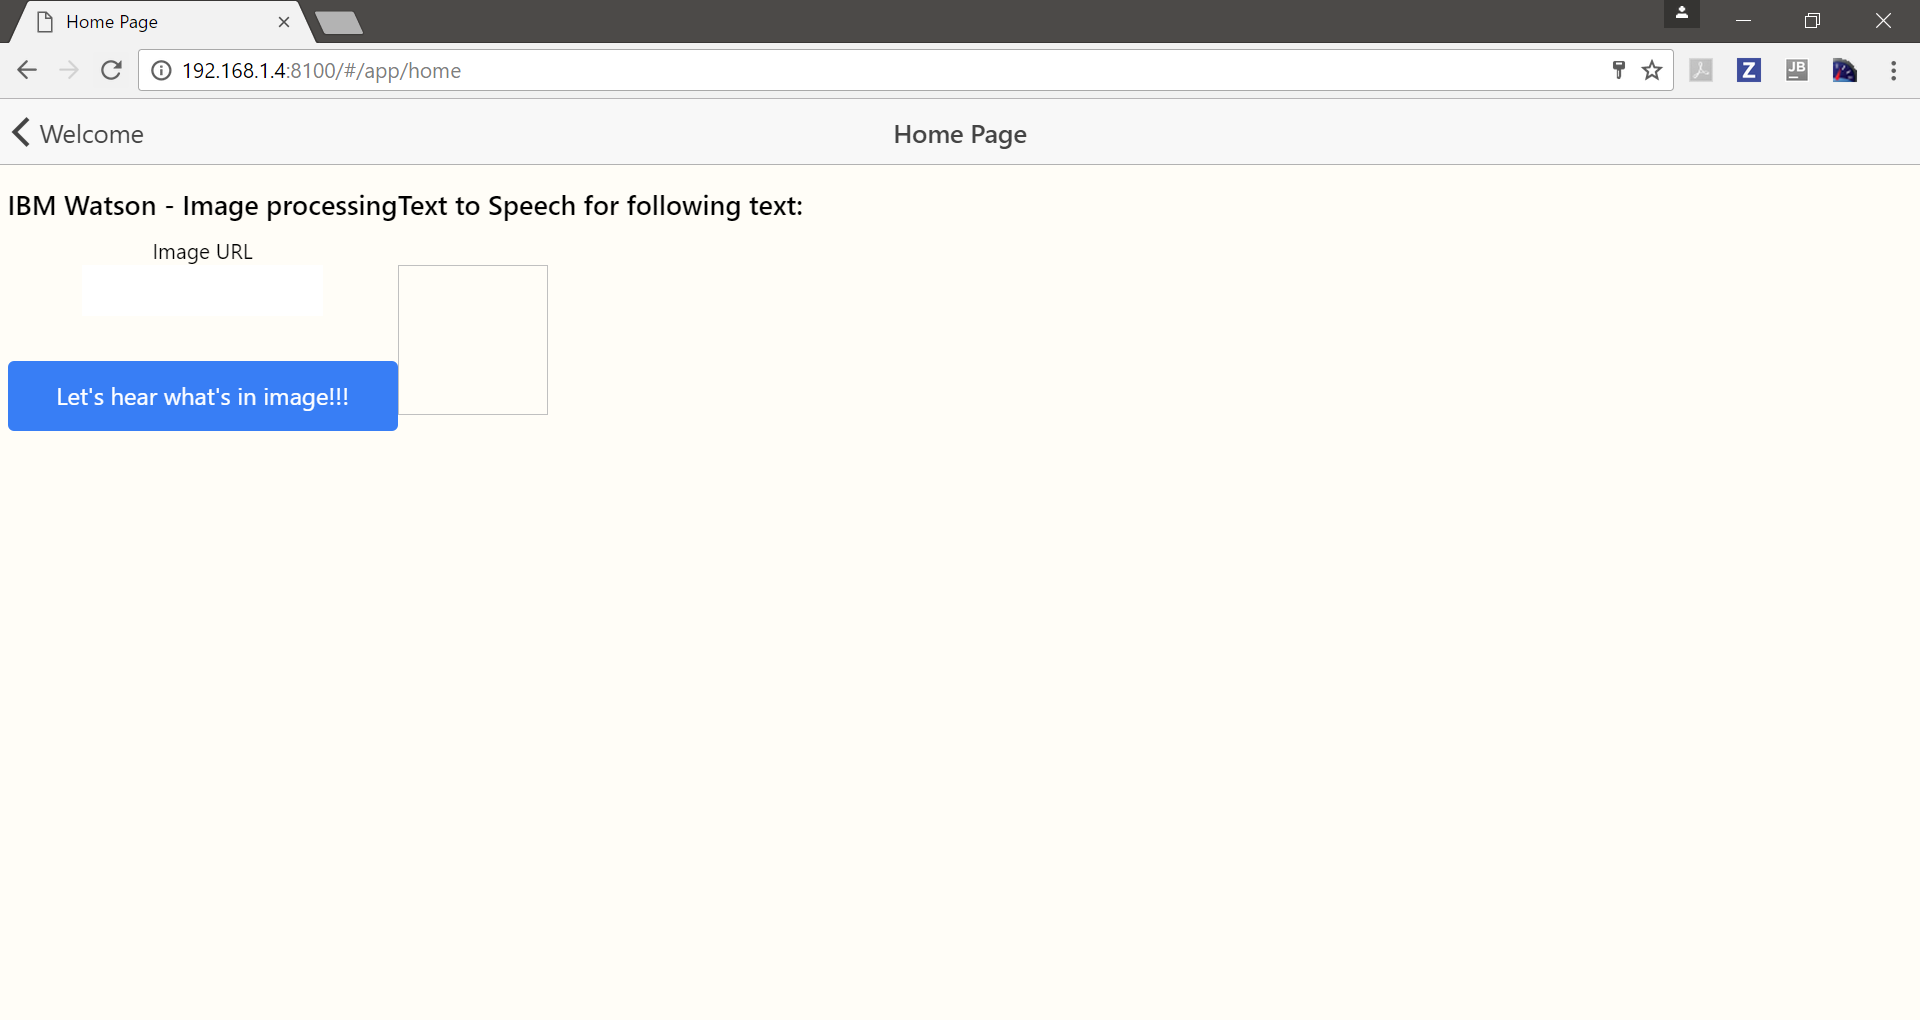 Home Page
192.168.1.4:8100/#/app/home
Z
JB
Welcome
Home Page
IBM Watson - Image processingText to Speech for following text:
Image URL
Let's hear what's in image!!!